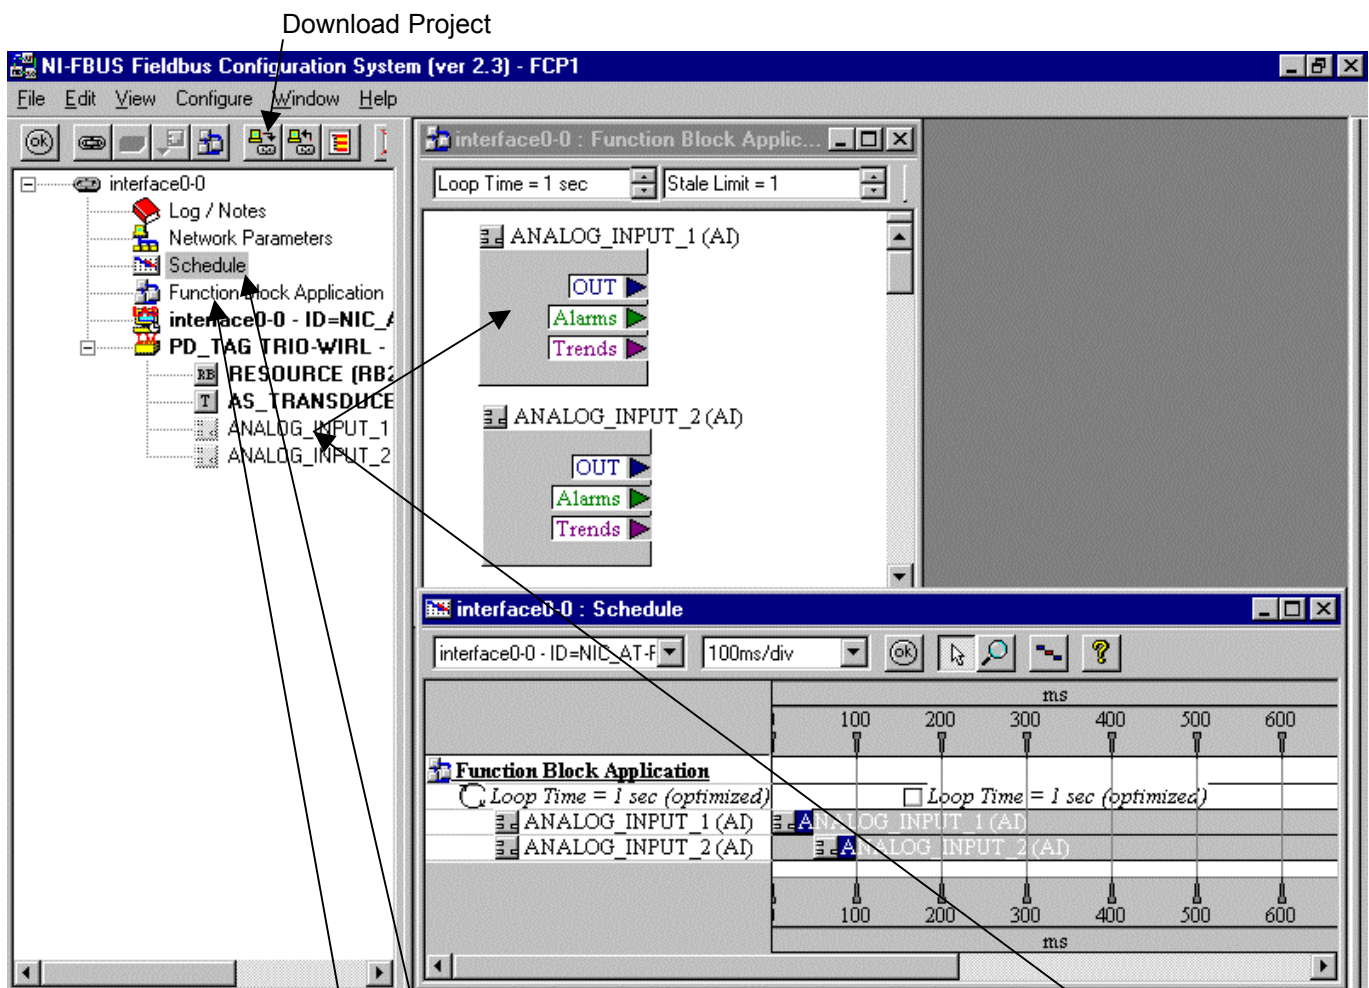 Download Project
NI-FBUS Fieldbus Configuration System (ver 2.3) - FCP1
File Edit View Configure Window Help
ok
interface0-0
Log / Notes
Network Parameters
Schedule
Function Block Application
interface0-0 - ID=NIC_A
PD_TAG TRIO-WIRL -
RB RESOURCE (RB2
T AS_TRANSDUCE
ANALOG_INPUT_1
ANALOG_INPUT_2
interface0-0 : Function Block Applic...
Loop Time = 1 sec Stale Limit = 1
ANALOG_INPUT_1 (AI)
OUT
Alarms
Trends
ANALOG_INPUT_2 (AI)
OUT
Alarms
Trends
interface0-0 : Schedule
interface0-0 - ID=NIC_AT-F 100ms/div ok ?
ms
100 200 300 400 500 600
Function Block Application
Loop Time = 1 sec (optimized) Loop Time = 1 sec (optimized)
ANALOG_INPUT_1 (AI) ANALOG_INPUT_1 (AI)
ANALOG_INPUT_2 (AI) ANALOG_INPUT_2 (AI)
100 200 300 400 500 600
ms